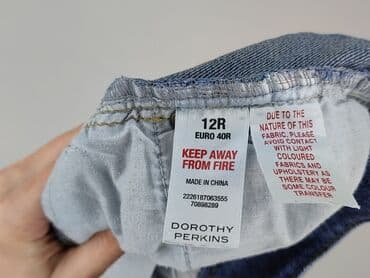 12R
EURO 40R
KEEP AWAY
FROM FIRE
MADE IN CHINA
2226187063555
70898289
DOROTHY
PERKINS
DUE TO THE
NATURE OF THIS
FABRIC, PLEASE
AVOID CONTACT
WITH LIGHT
COLOURED
FABRICS AND
UPHOLSTERY AS
THERE MAY BE
SOME COLOUR
TRANSFER